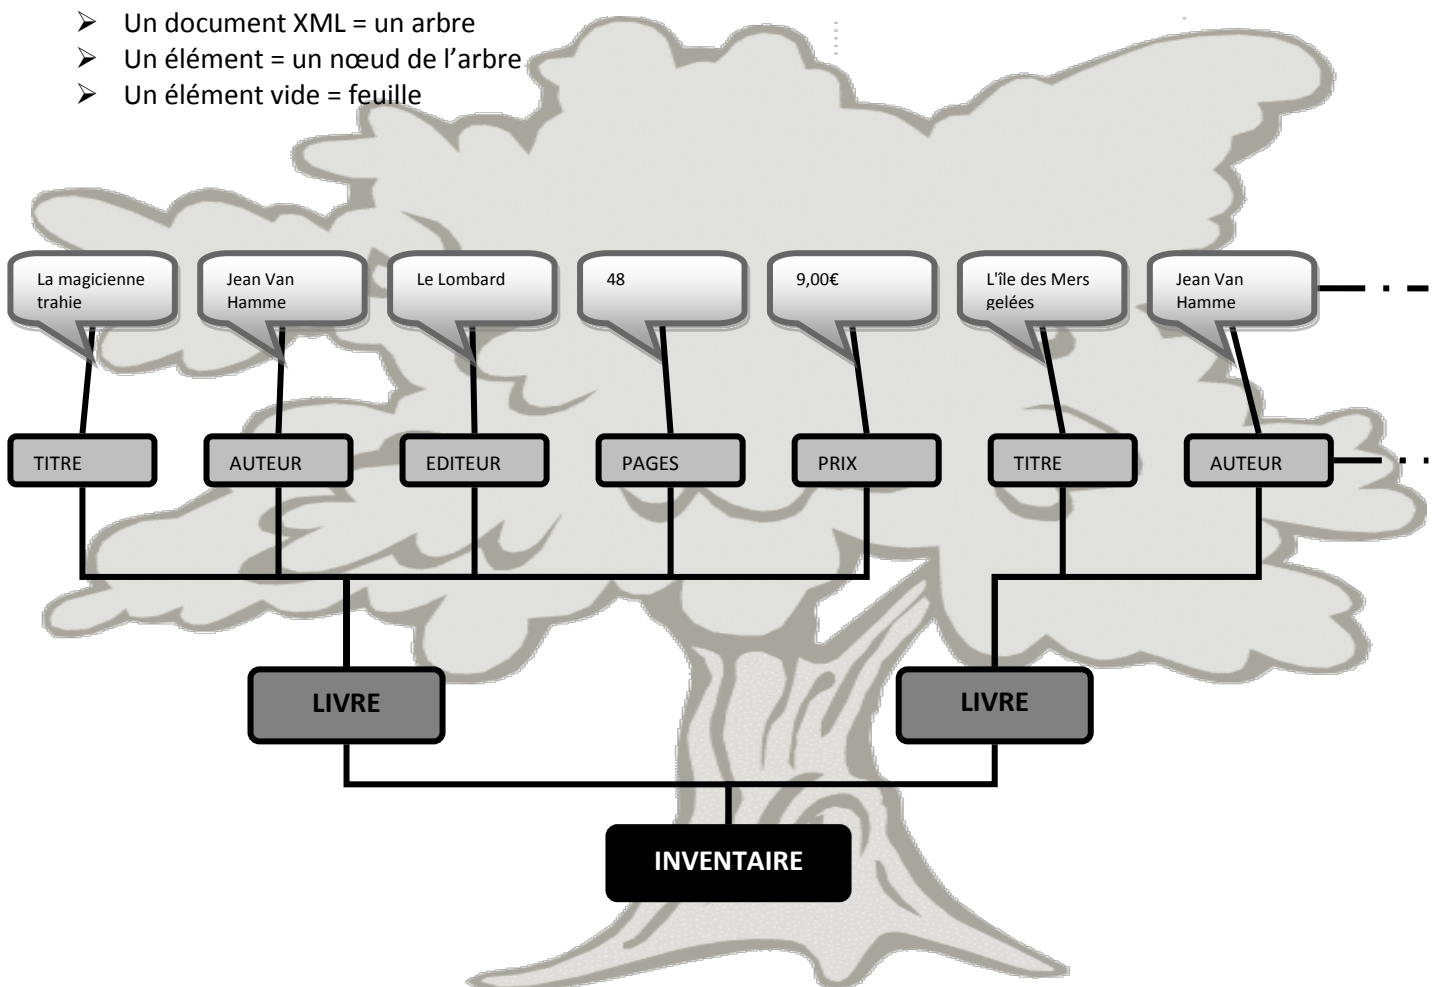 ➢ Un document XML = un arbre
➢ Un élément = un nœud de l'arbre
➢ Un élément vide = feuille
La magicienne
trahie
Jean Van
Hamme
Le Lombard
48
9,00€
L'île des Mers
gelées
Jean Van
Hamme
TITRE
AUTEUR
EDITEUR
PAGES
PRIX
TITRE
AUTEUR
LIVRE
LIVRE
INVENTAIRE